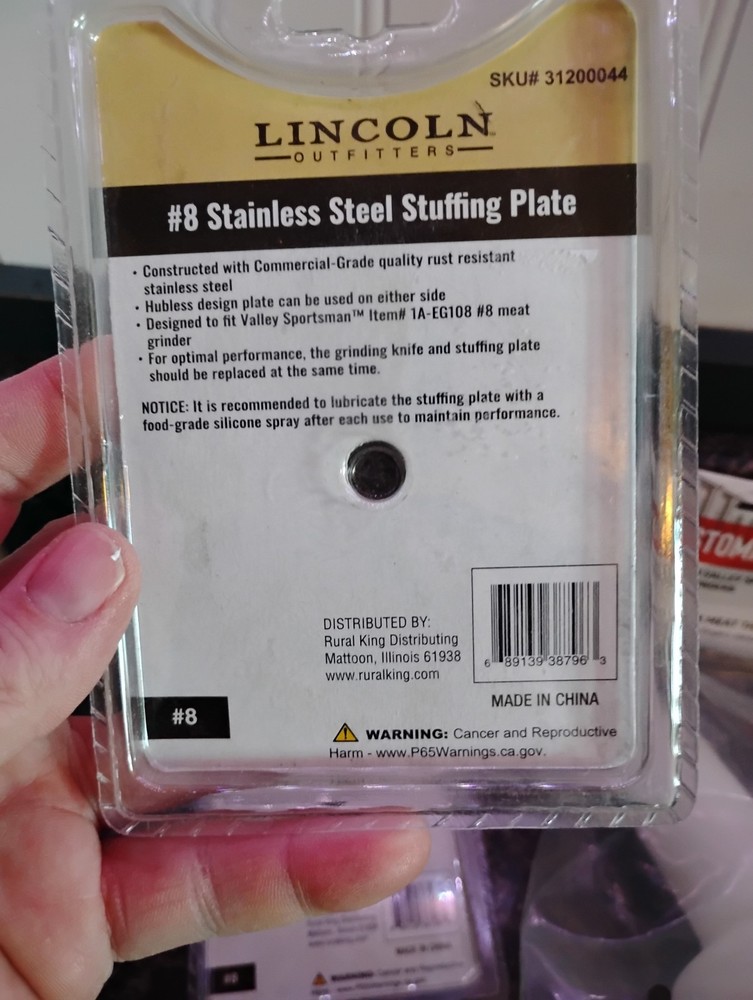 SKU# 31200044
LINCOLN
OUTFITTERS
#8 Stainless Steel Stuffing Plate
• Constructed with Commercial-Grade quality rust resistant
stainless steel
• Hubless design plate can be used on either side
• Designed to fit Valley Sportsman™ Item# 1A-EG108 #8 meat
grinder
• For optimal performance, the grinding knife and stuffing plate
should be replaced at the same time.
NOTICE: It is recommended to lubricate the stuffing plate with a
food-grade silicone spray after each use to maintain performance.
DISTRIBUTED BY:
Rural King Distributing
Mattoon, Illinois 61938
www.ruralking.com
6 89139 38796 3
MADE IN CHINA
#8
WARNING: Cancer and Reproductive
Harm - www.P65Warnings.ca.gov.
#8